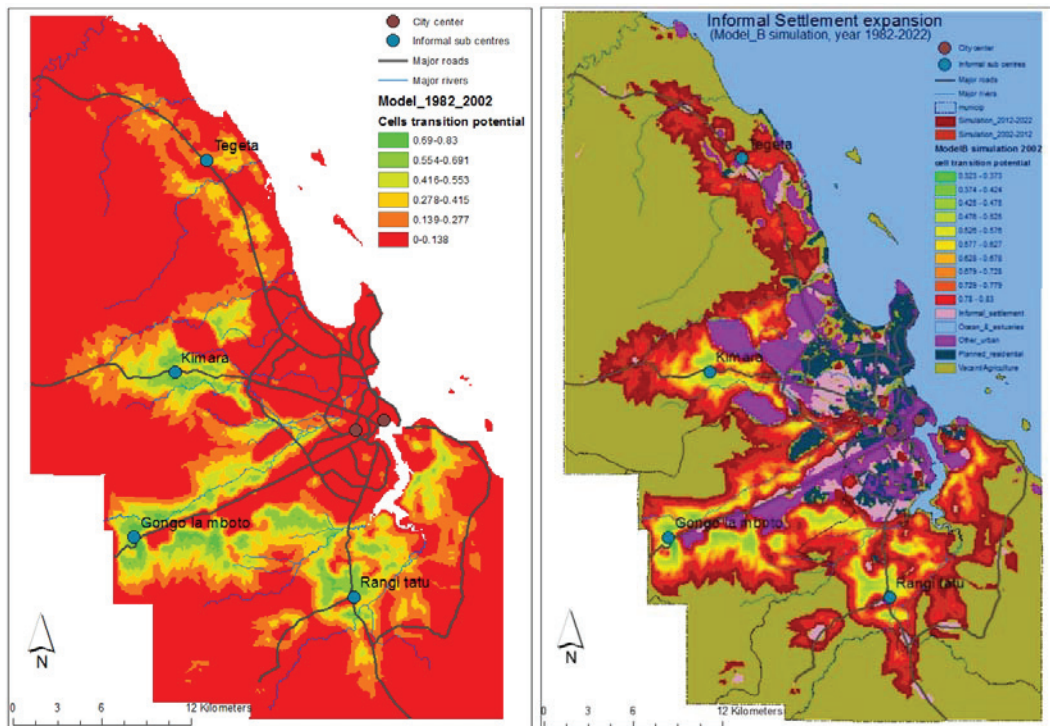 City center
Informal sub centres
Major roads
Major rivers
Model_1982_2002
Cells transition potential
0.69-0.83
0.554-0.691
0.416-0.553
0.278-0.415
0.139-0.277
0-0.138
Tegeta
Kimara
Gongo la mboto
Rangi tatu
N
0 3 6 12 Kilometers
Informal Settlement expansion
(Model_B simulation, year 1982-2022)
City center
Informal sub centres
Major roads
Major rivers
municip
Simulation_2012-2022
Simulation_2002-2012
ModelB simulation 2002
cell transition potential
0.323 - 0.373
0.374 - 0.424
0.425 - 0.475
0.476 - 0.525
0.526 - 0.576
0.577 - 0.627
0.628 - 0.678
0.679 - 0.728
0.729 - 0.779
0.78 - 0.83
Informal_settlement
Ocean_&_estuaries
Other_urban
Planned_residential
Tegeta
Kimara
Gongo la mboto
Rangi tatu
N
0 3 6 12 Kilometers